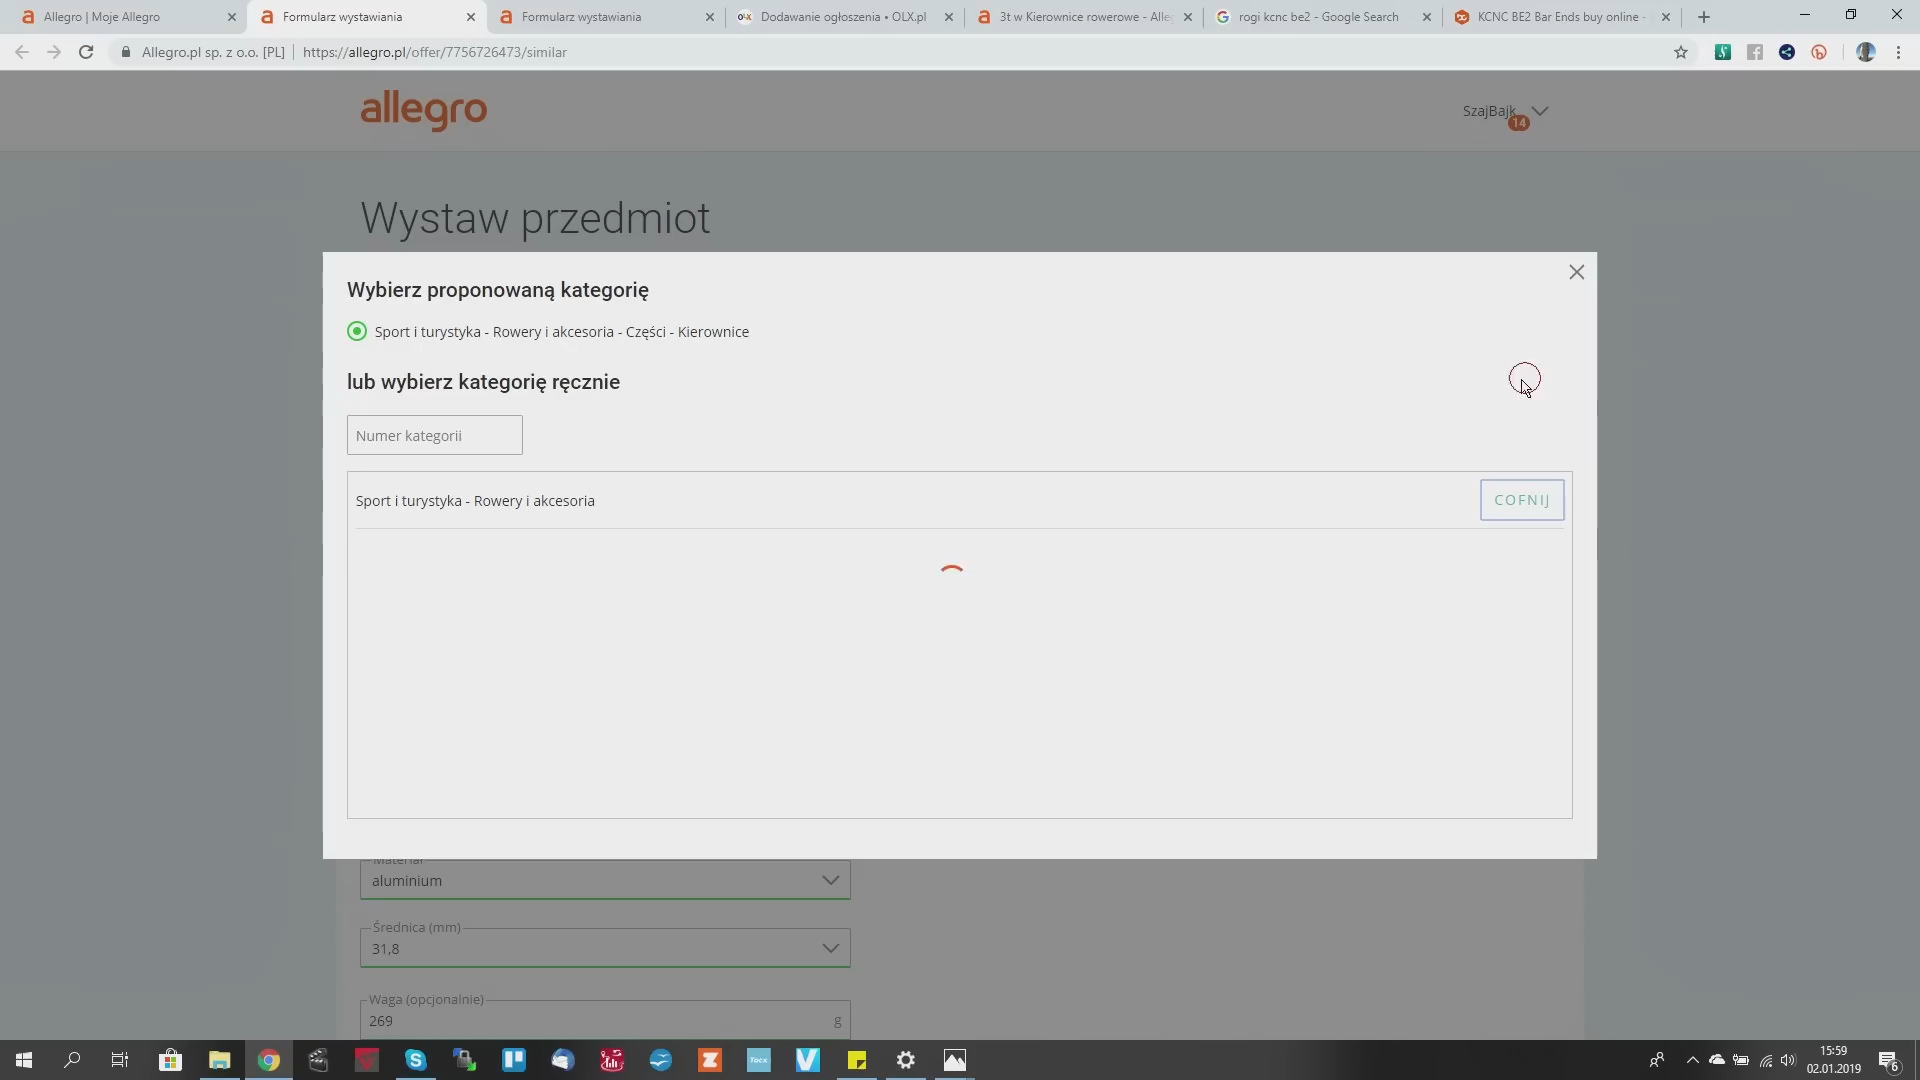 Allegro | Moje Allegro
Formularz wystawiania
Formularz wystawiania
Dodawanie ogłoszenia • OLX.pl
3t w Kierownice rowerowe - Alle
rogi kcnc be2 - Google Search
KCNC BE2 Bar Ends buy online -
Allegro.pl sp. z o.o. [PL]
https://allegro.pl/offer/7756726473/similar
allegro
SzajBajk
14
Wystaw przedmiot
Wybierz proponowaną kategorię
Sport i turystyka - Rowery i akcesoria - Części - Kierownice
lub wybierz kategorię ręcznie
Numer kategorii
Sport i turystyka - Rowery i akcesoria
COFNIJ
Materiał
aluminium
Średnica (mm)
31,8
Waga (opcjonalnie)
269
g
15:59
02.01.2019
6